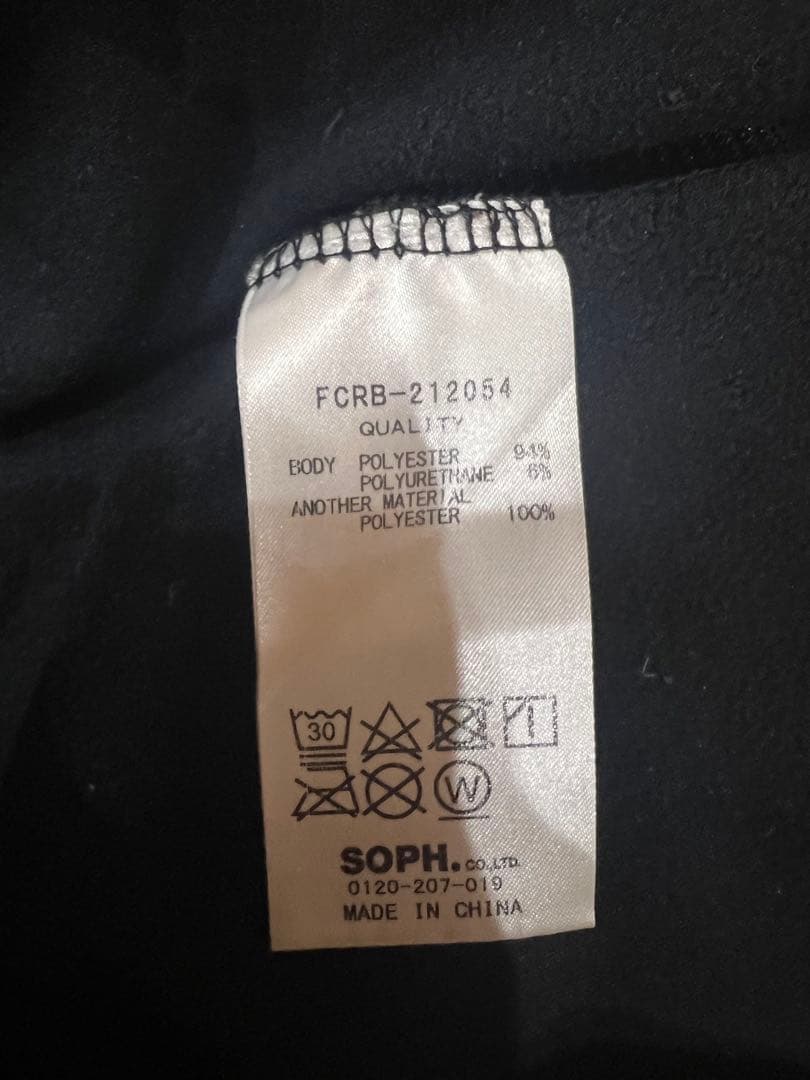 FCRB-212054
QUALITY
BODY POLYESTER 94%
POLYURETHANE 6%
ANOTHER MATERIAL
POLYESTER 100%
30
W
SOPH. CO.,LTD.
0120-207-019
MADE IN CHINA